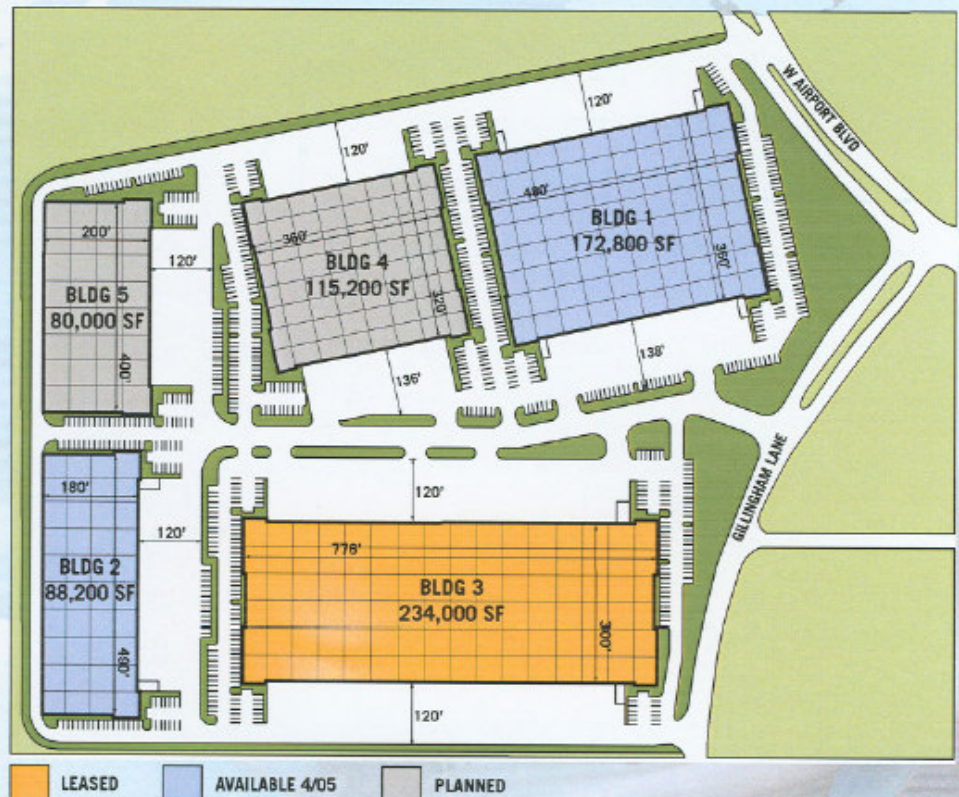 W AIRPORT BLVD
120'
120'
480'
BLDG 1
172,800 SF
360'
360'
BLDG 4
115,200 SF
320'
200'
120'
BLDG 5
80,000 SF
400'
136'
138'
GILLINGHAM LANE
180'
120'
BLDG 2
88,200 SF
490'
120'
BLDG 3
234,000 SF
300'
120'
LEASED
AVAILABLE 4/05
PLANNED